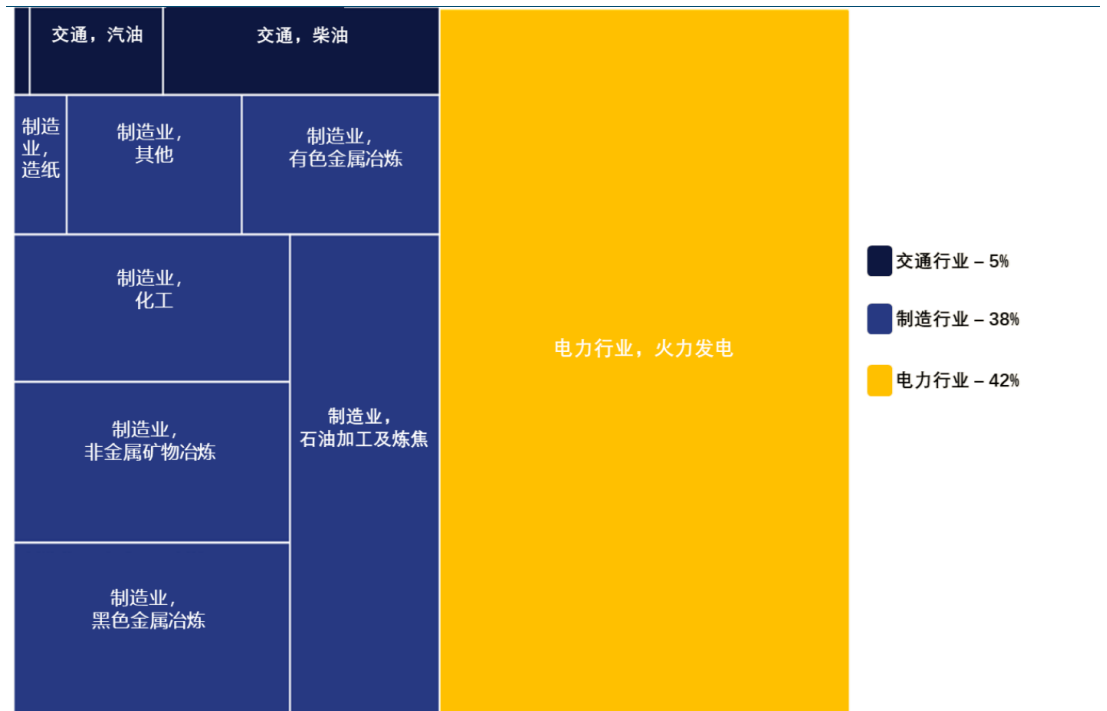 交通，汽油
交通，柴油
制造
业，
造纸
制造业，
其他
制造业，
有色金属冶炼
制造业，
化工
制造业，
非金属矿物冶炼
制造业，
黑色金属冶炼
制造业，
石油加工及炼焦
电力行业，火力发电
交通行业 – 5%
制造行业 – 38%
电力行业 – 42%